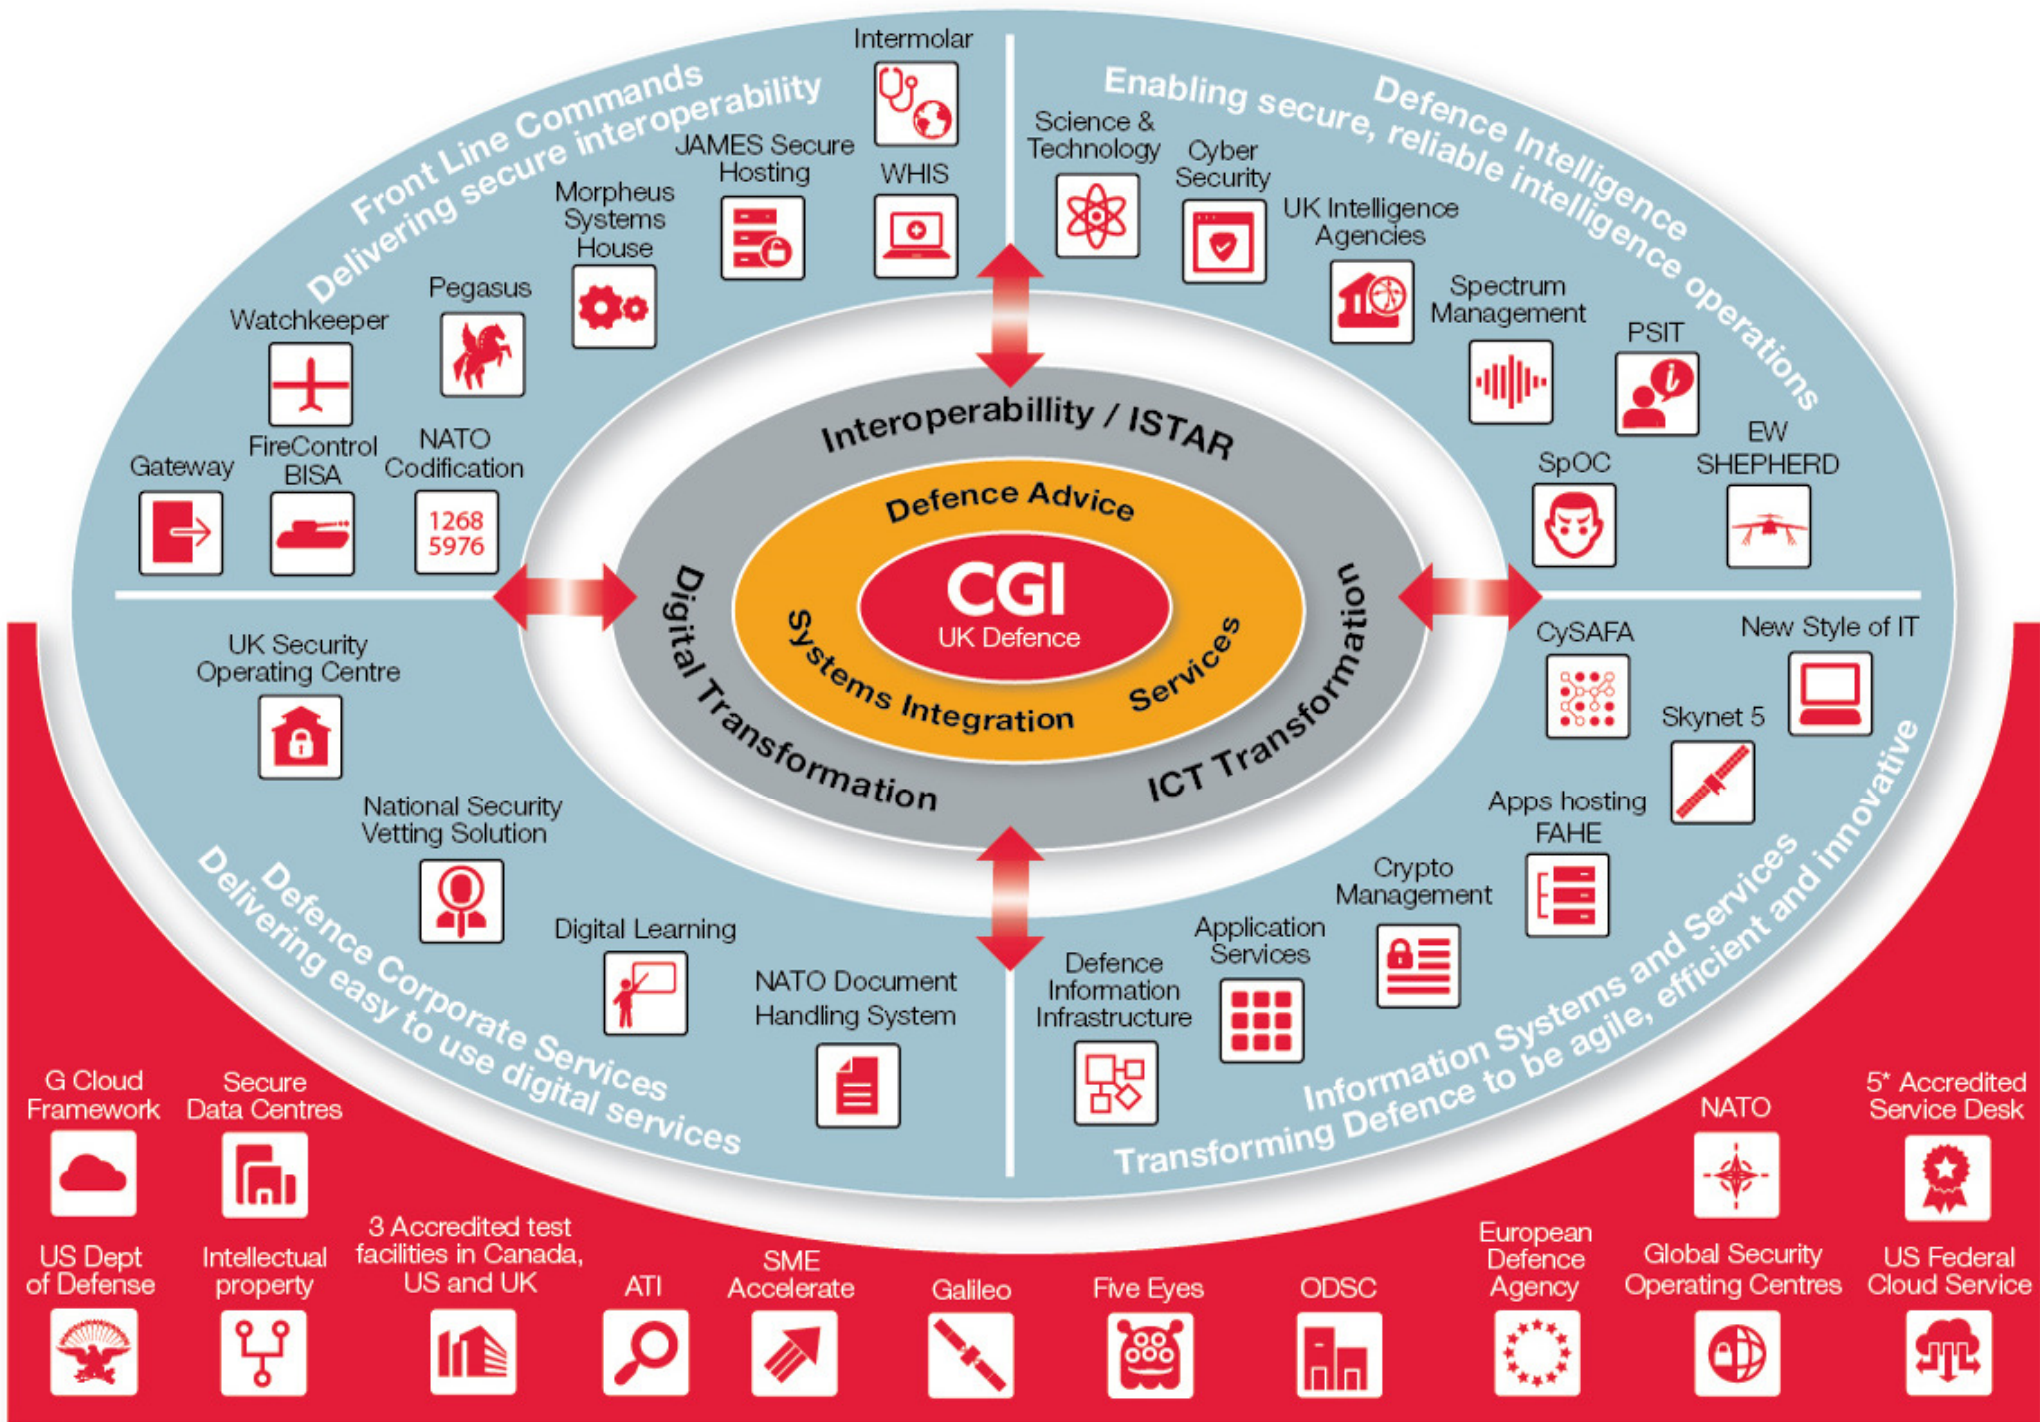 Front Line Commands
Delivering secure interoperability
Intermolar
JAMES Secure
Hosting
WHIS
Morpheus
Systems
House
Pegasus
Watchkeeper
Gateway
FireControl
BISA
NATO
Codification
1268
5976
Defence Intelligence
Enabling secure, reliable intelligence operations
Science &
Technology
Cyber
Security
UK Intelligence
Agencies
Spectrum
Management
PSIT
SpOC
EW
SHEPHERD
Interoperabillity / ISTAR
Digital Transformation
ICT Transformation
Defence Advice
Systems Integration
Services
CGI
UK Defence
UK Security
Operating Centre
National Security
Vetting Solution
Digital Learning
NATO Document
Handling System
Defence Corporate Services
Delivering easy to use digital services
CySAFA
New Style of IT
Skynet 5
Apps hosting
FAHE
Crypto
Management
Application
Services
Defence
Information
Infrastructure
Information Systems and Services
Transforming Defence to be agile, efficient and innovative
G Cloud
Framework
Secure
Data Centres
US Dept
of Defense
Intellectual
property
3 Accredited test
facilities in Canada,
US and UK
ATI
SME
Accelerate
Galileo
Five Eyes
ODSC
European
Defence
Agency
NATO
Global Security
Operating Centres
5* Accredited
Service Desk
US Federal
Cloud Service